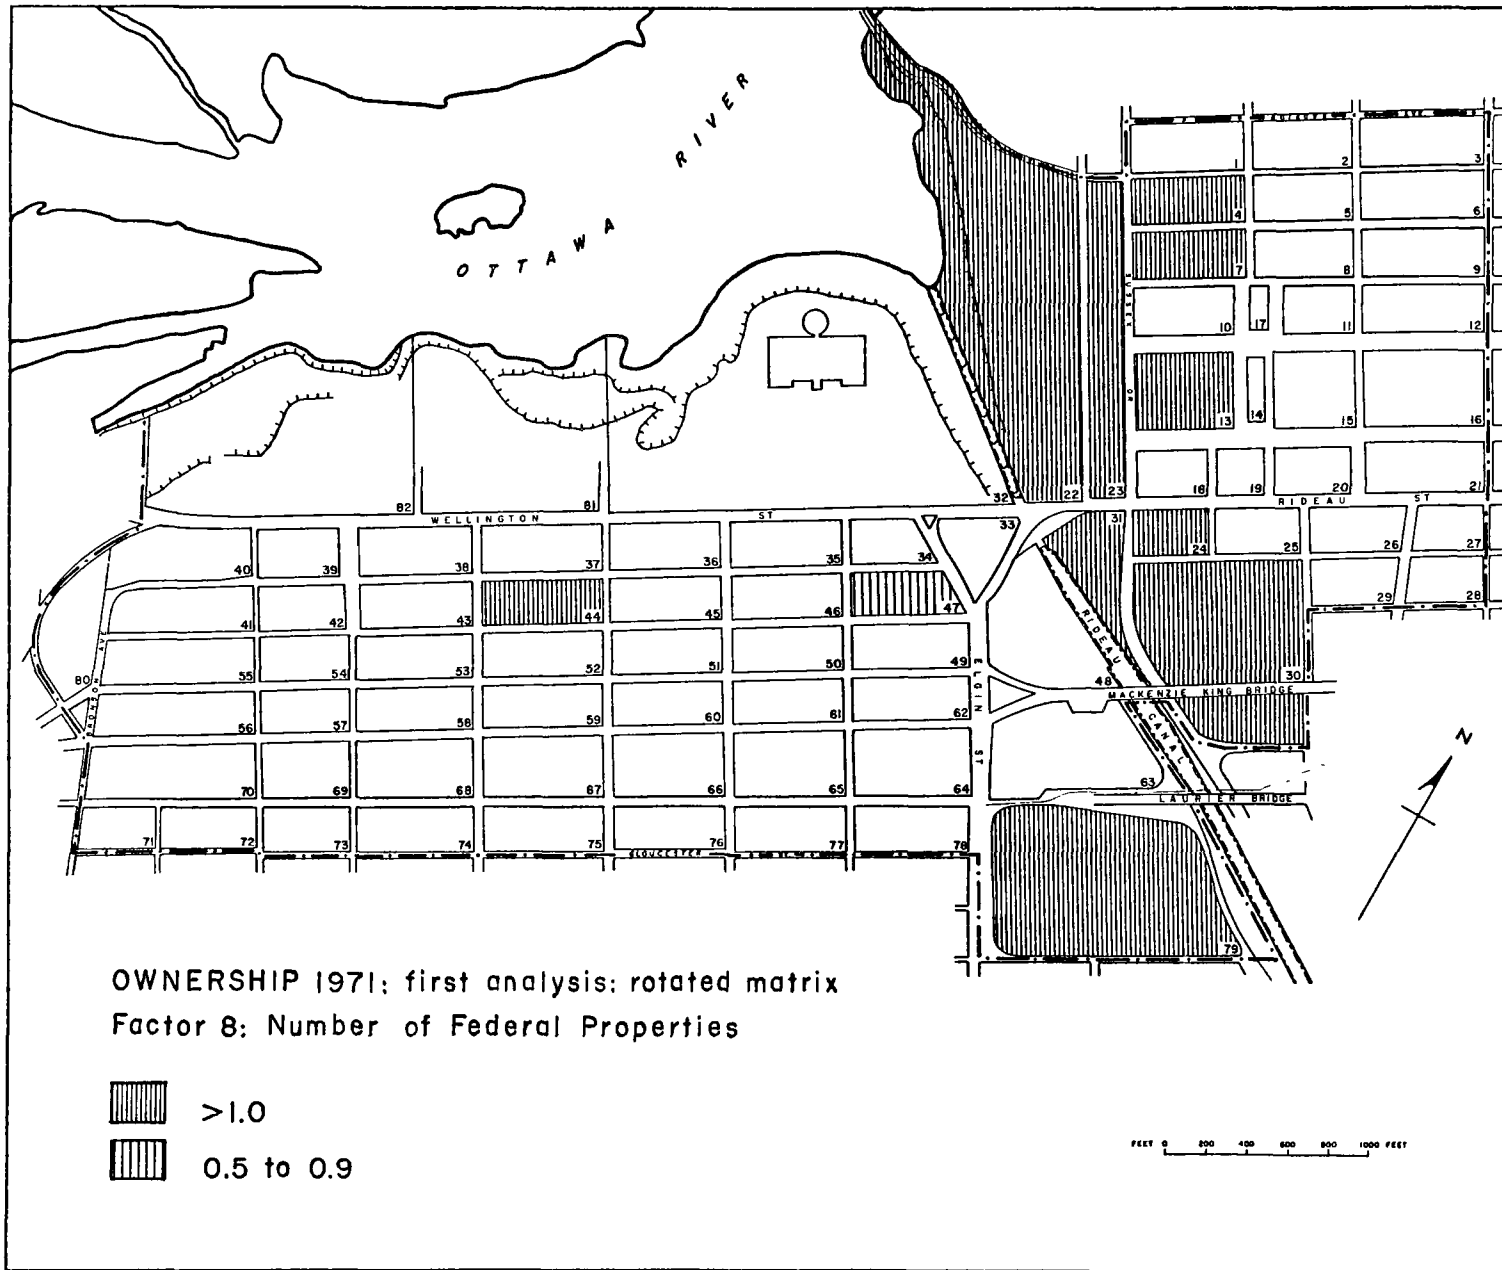 OTTAWA RIVER
1 2 3
4 5 6
7 8 9
10 17 11 12
13 14 15 16
18 19 20 21
22 23
32
82 81
WELLINGTON ST
RIDEAU ST
SUSSEX DR
33 31
40 39 38 37 36 35 34
24 25 26 27
41 42 43 44 45 46 47
29 28
RIDEAU CANAL
55 54 53 52 51 50 49
80
48
30
MACKENZIE KING BRIDGE
BRONSON AVE
ELGIN ST
56 57 58 59 60 61 62
70 69 68 67 66 65 64
63
LAURIER BRIDGE
71 72 73 74 75 76 77 78
GLOUCESTER
79
N
OWNERSHIP 1971: first analysis: rotated matrix
Factor 8: Number of Federal Properties
>1.0
0.5 to 0.9
FEET 0 200 400 600 800 1000 FEET